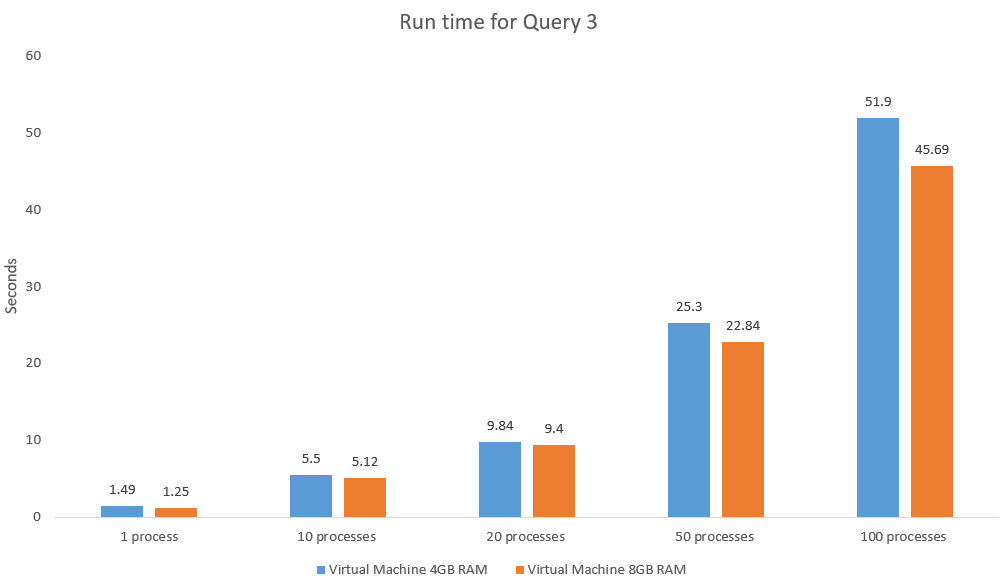 Run time for Query 3
60
50
40
30
20
10
0
Seconds
1.49
1.25
5.5
5.12
9.84
9.4
25.3
22.84
51.9
45.69
1 process
10 processes
20 processes
50 processes
100 processes
Virtual Machine 4GB RAM
Virtual Machine 8GB RAM